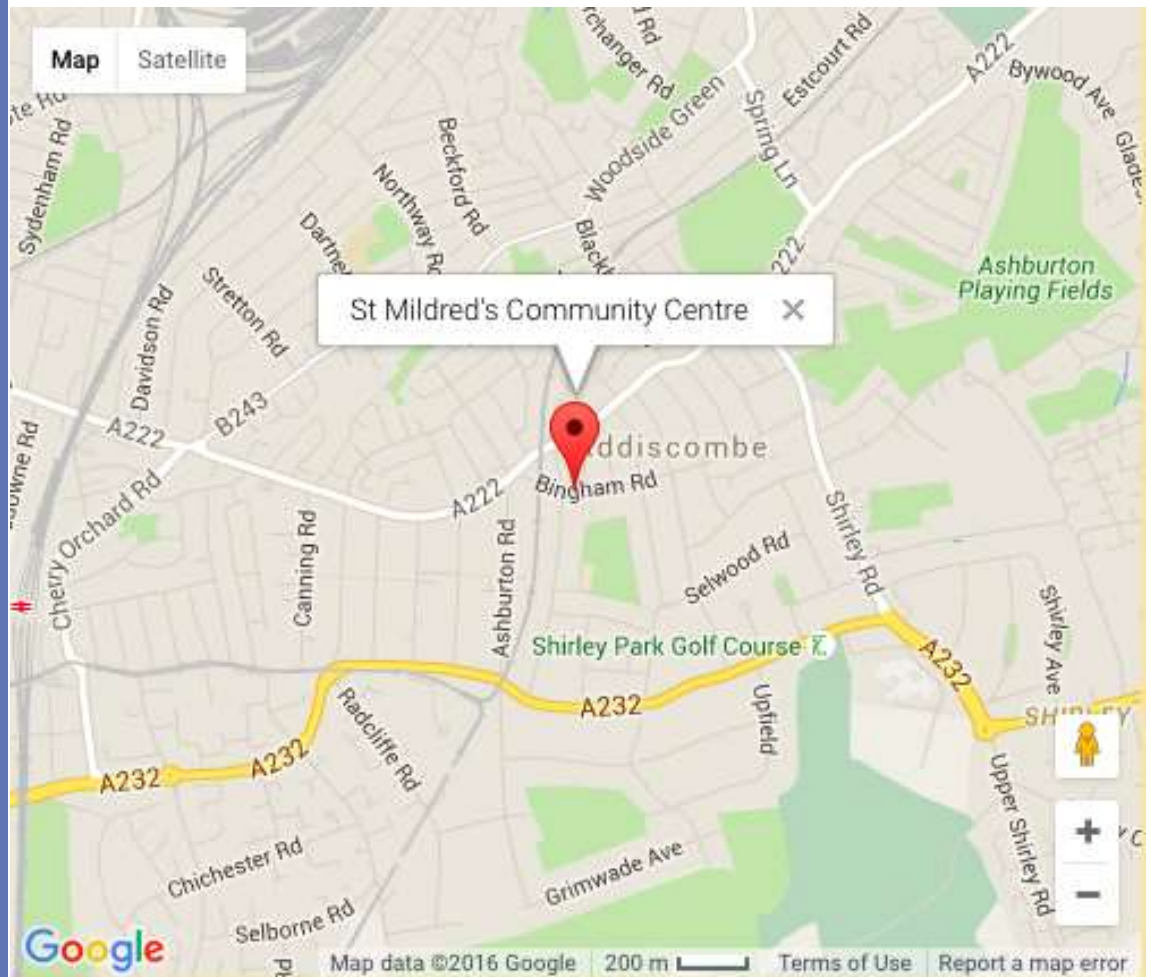 Map Satellite
Sydenham Rd
Beckford Rd
Northway Rd
Woodside Green
Estcourt Rd
Spring Ln
A222
Bywood Ave
Stretton Rd
Davidson Rd
222
Ashburton
Playing Fields
St Mildred's Community Centre
B243
A222
Cherry Orchard Rd
Canning Rd
A222
Ashburton Rd
Bingham Rd
ddiscombe
Selwood Rd
Shirley Rd
Shirley Ave
Shirley Park Golf Course
A232
A232
A232
A232
Radcliffe Rd
Upfield
SHIRLEY
Upper Shirley Rd
Chichester Rd
Grimwade Ave
Selborne Rd
Google
Map data ©2016 Google 200 m Terms of Use Report a map error